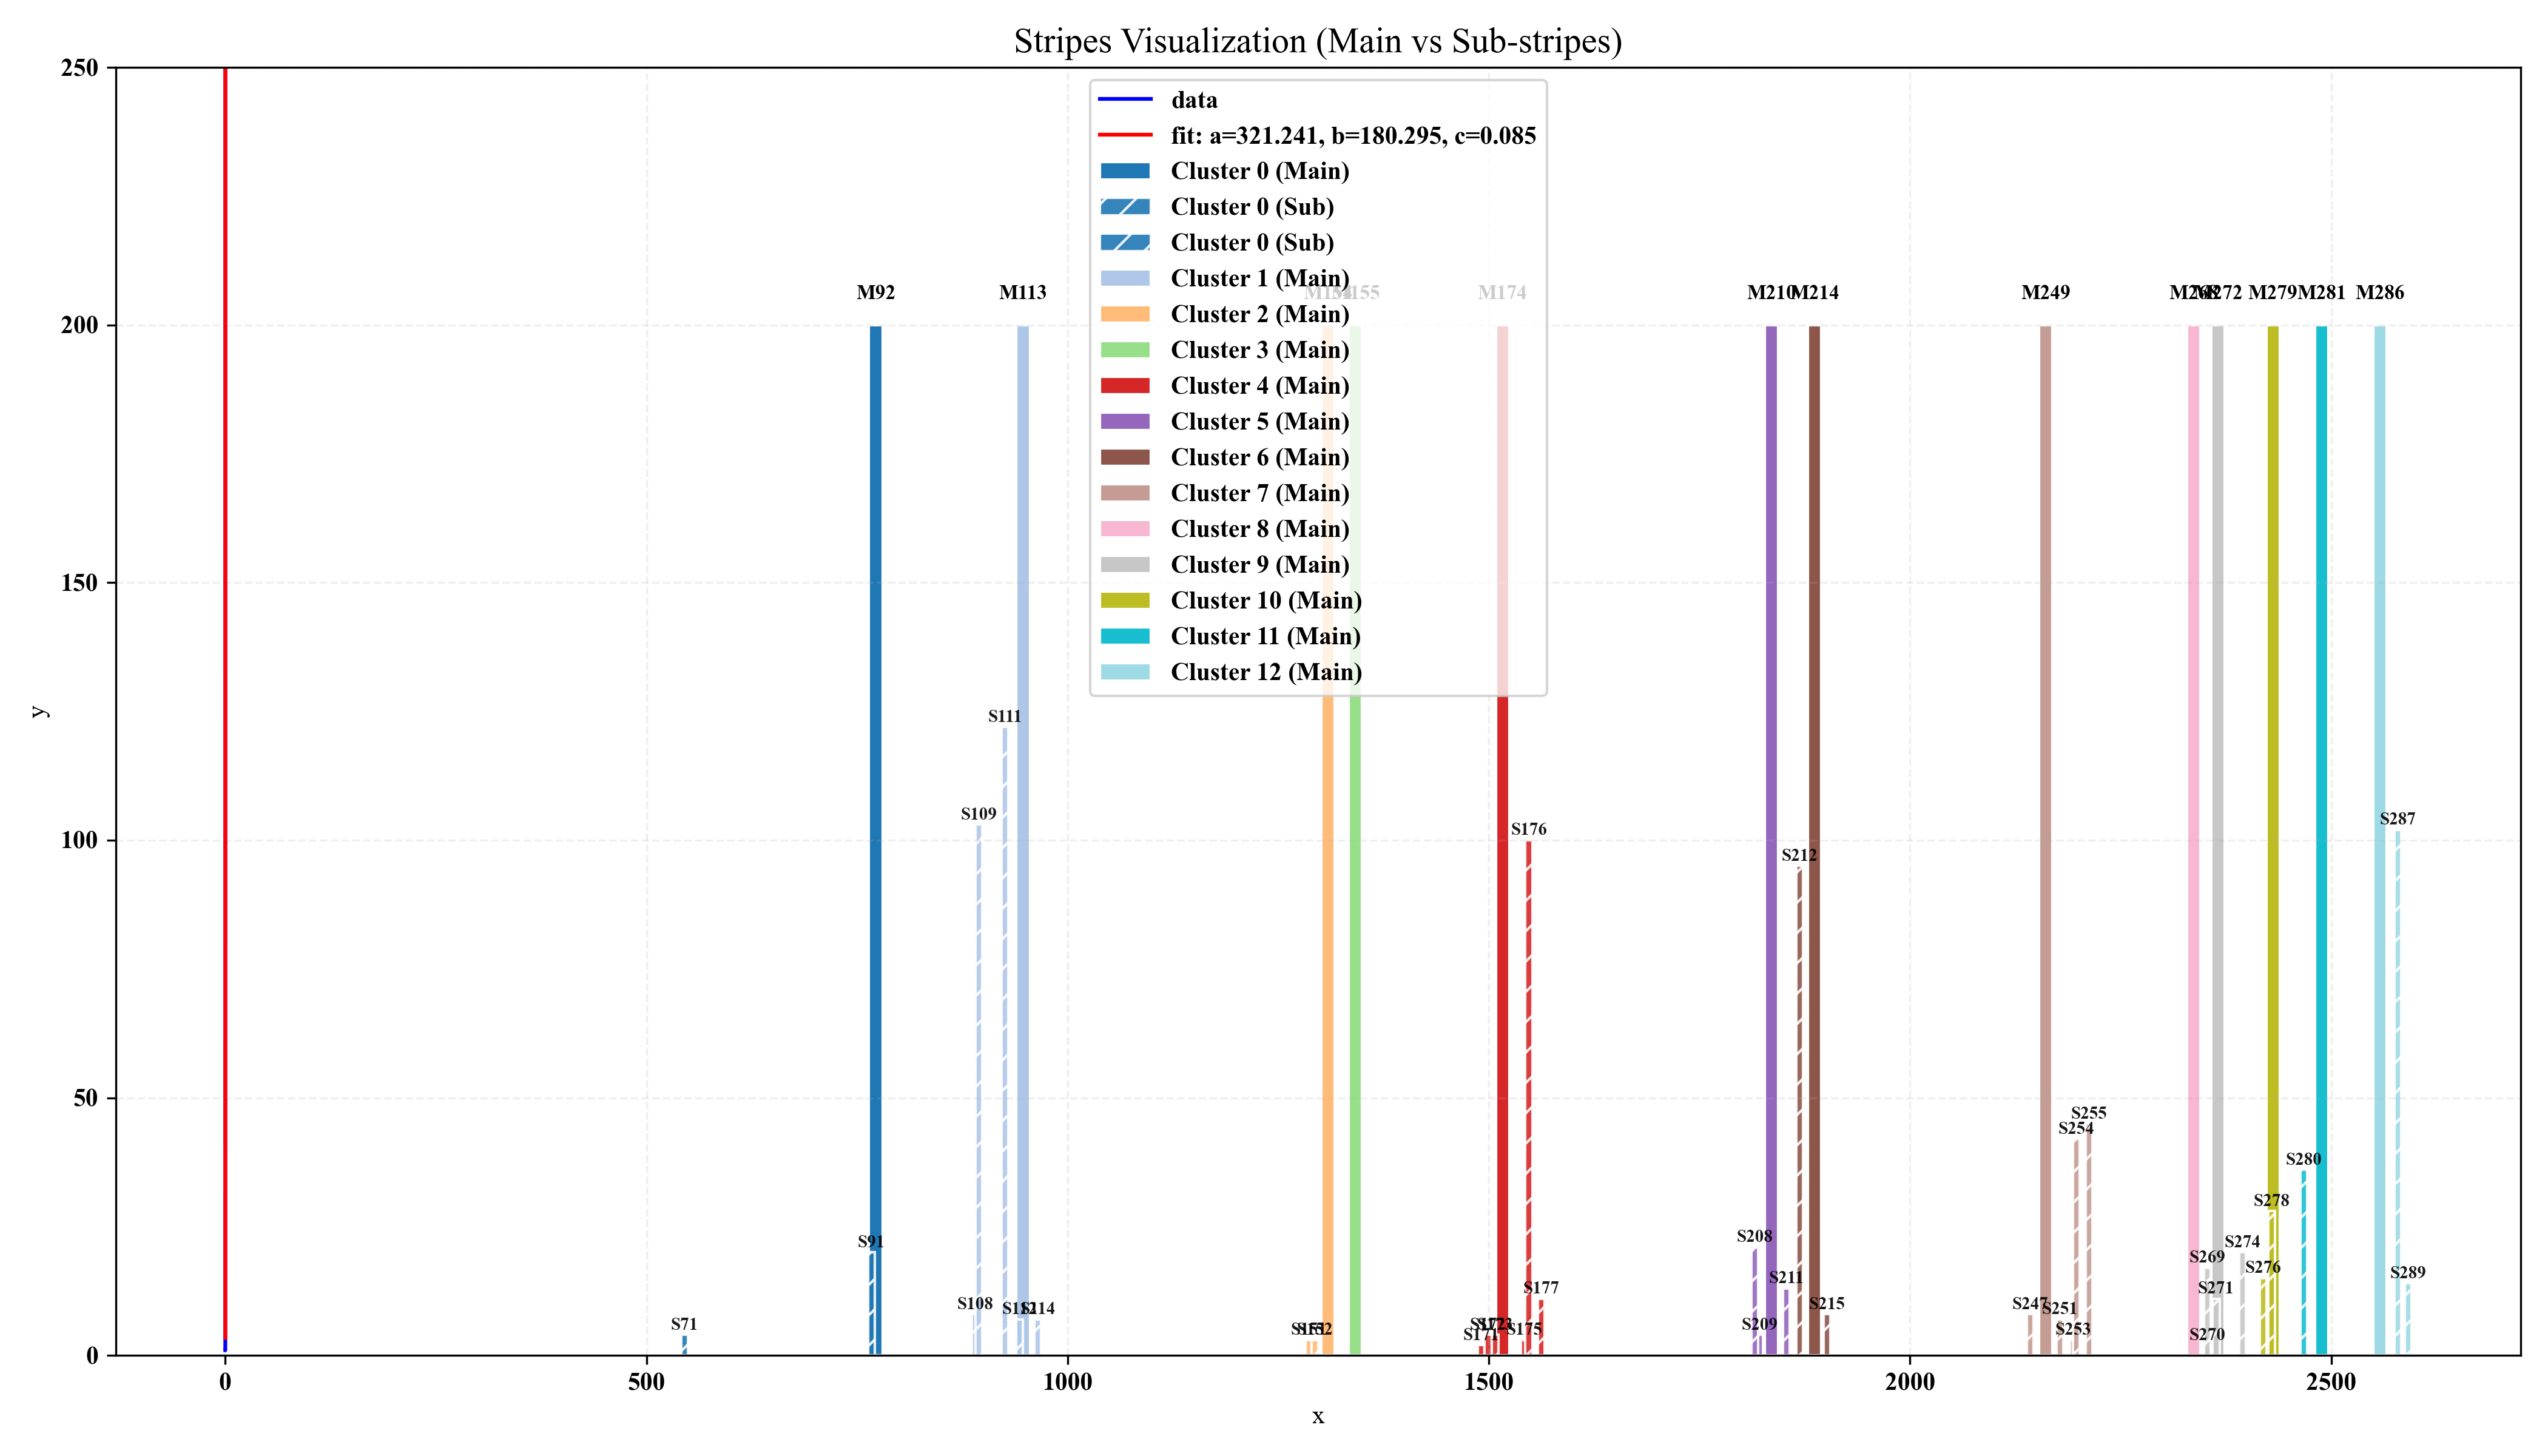 Stripes Visualization (Main vs Sub-stripes)
250
200
150
100
50
0
y
data
fit: a=321.241, b=180.295, c=0.085
Cluster 0 (Main)
Cluster 0 (Sub)
Cluster 0 (Sub)
Cluster 1 (Main)
Cluster 2 (Main)
Cluster 3 (Main)
Cluster 4 (Main)
Cluster 5 (Main)
Cluster 6 (Main)
Cluster 7 (Main)
Cluster 8 (Main)
Cluster 9 (Main)
Cluster 10 (Main)
Cluster 11 (Main)
Cluster 12 (Main)
M92 M113 M174 M210 M214 M249 M272 M279 M281 M286
S111
S109
S176
S287
S212
S255
S254
S280
S278
S91
S208
S274
S269
S276
S289
S211
S271
S177
S108
S114
S215
S247
S251
S71
S209
S175
S253
S171
S270
0 500 1000 1500 2000 2500
x